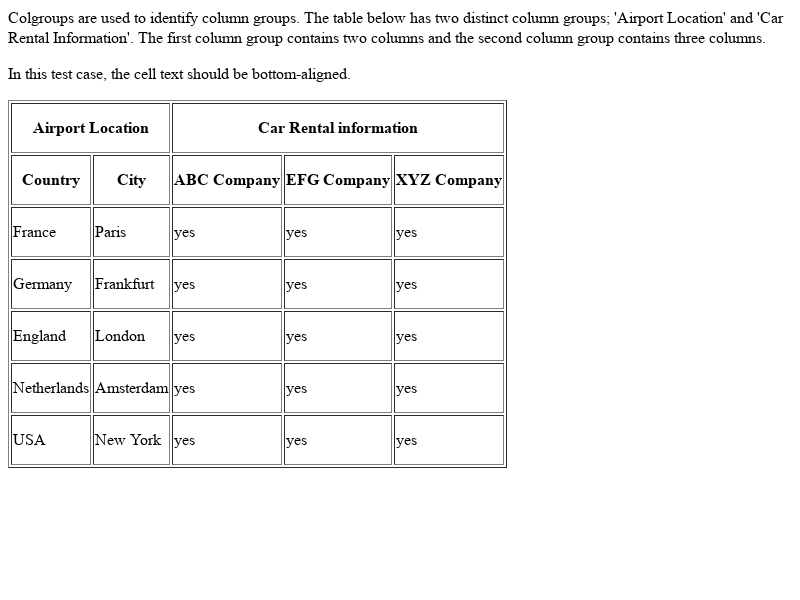 Colgroups are used to identify column groups. The table below has two distinct column groups; 'Airport Location' and 'Car
Rental Information'. The first column group contains two columns and the second column group contains three columns.
In this test case, the cell text should be bottom-aligned.
Airport Location Car Rental information
Country City ABC Company EFG Company XYZ Company
France Paris yes yes yes
Germany Frankfurt yes yes yes
England London yes yes yes
Netherlands Amsterdam yes yes yes
USA New York yes yes yes